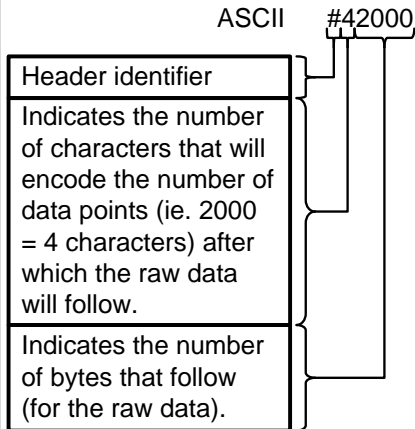 ASCII #42000
Header identifier
Indicates the number
of characters that will
encode the number of
data points (ie. 2000
= 4 characters) after
which the raw data
will follow.
Indicates the number
of bytes that follow
(for the raw data).